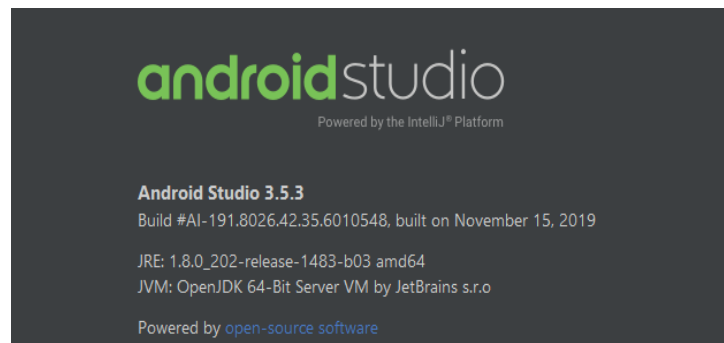 androidstudio
Powered by the IntelliJ® Platform
Android Studio 3.5.3
Build #AI-191.8026.42.35.6010548, built on November 15, 2019
JRE: 1.8.0_202-release-1483-b03 amd64
JVM: OpenJDK 64-Bit Server VM by JetBrains s.r.o
Powered by open-source software